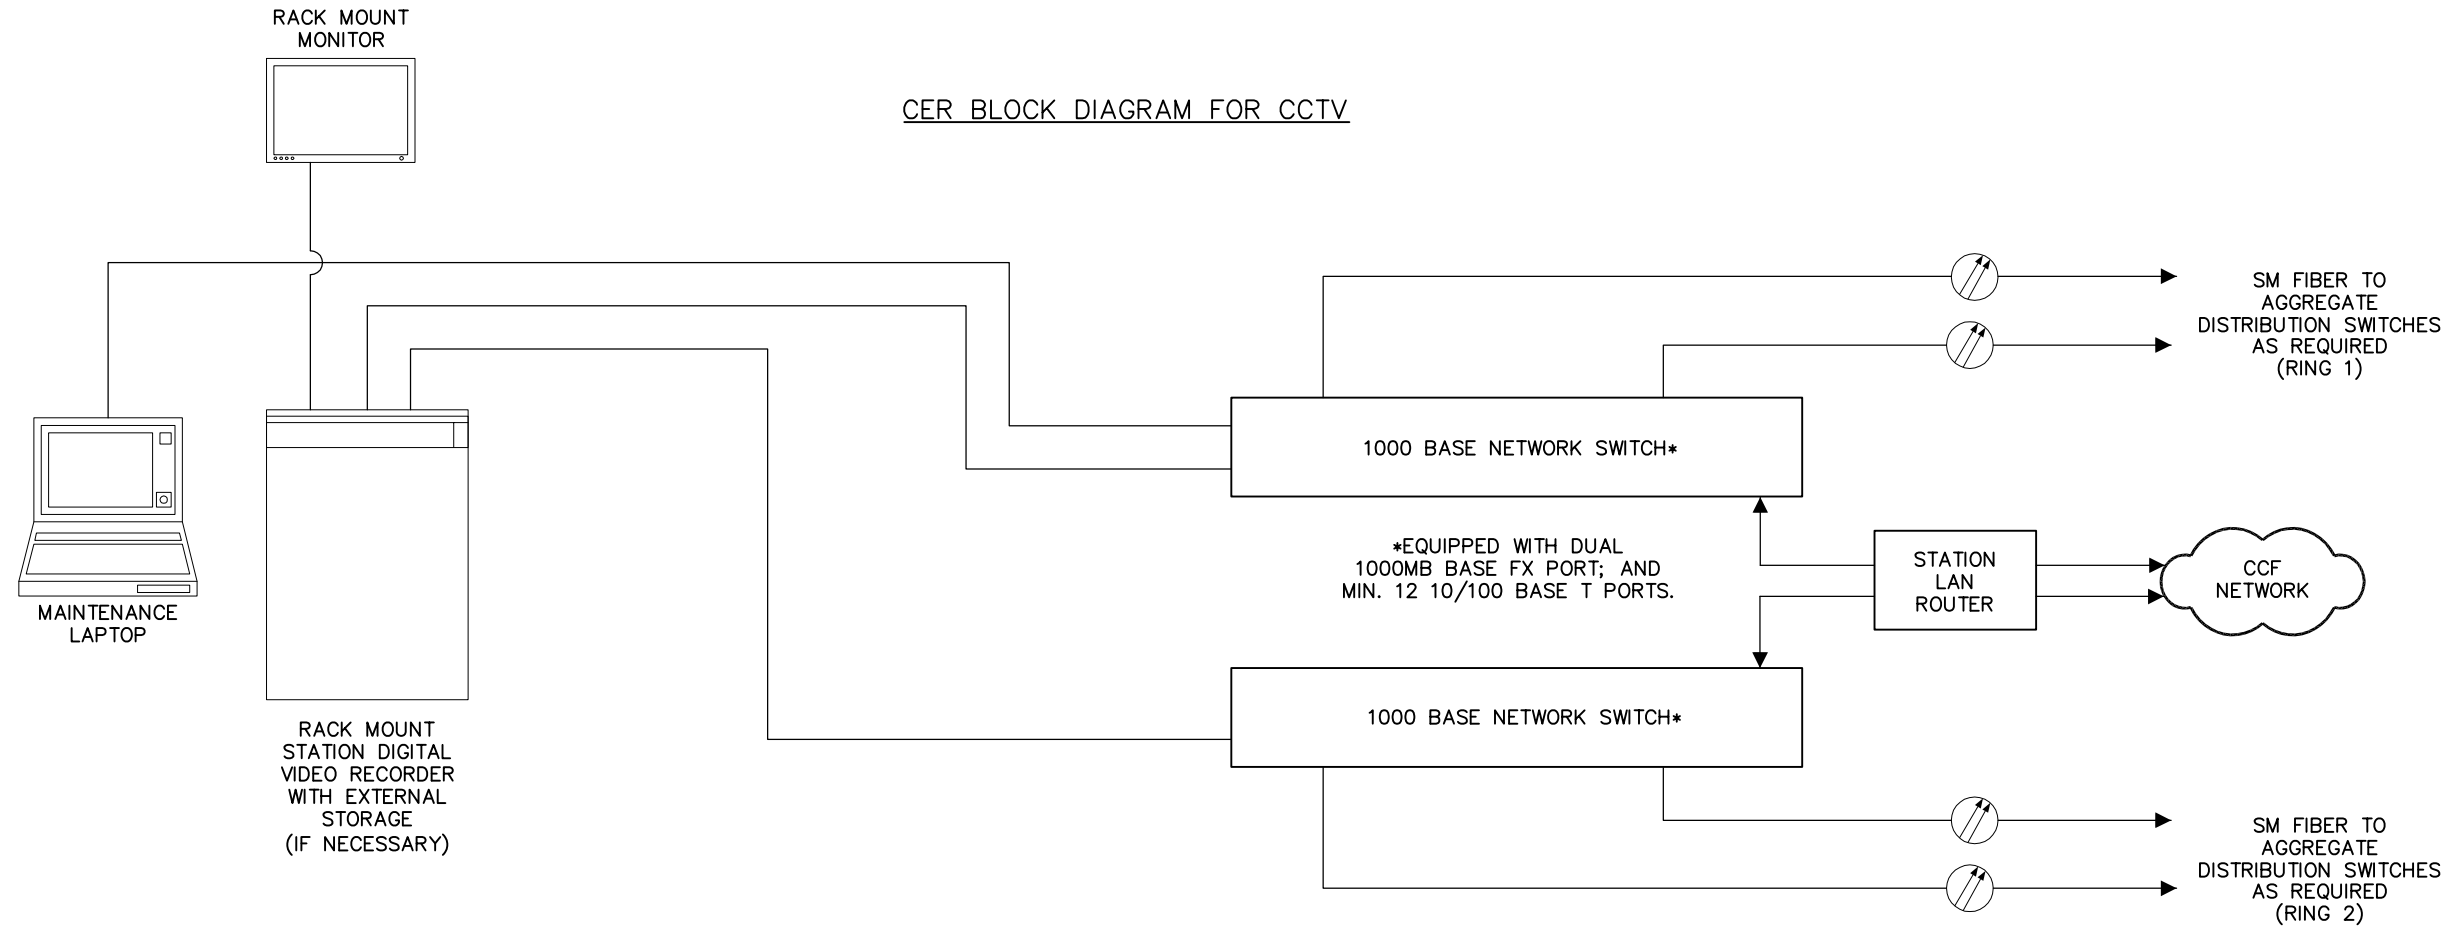 RACK MOUNT
MONITOR
CER BLOCK DIAGRAM FOR CCTV
SM FIBER TO
AGGREGATE
DISTRIBUTION SWITCHES
AS REQUIRED
(RING 1)
1000 BASE NETWORK SWITCH*
*EQUIPPED WITH DUAL
1000MB BASE FX PORT; AND
MIN. 12 10/100 BASE T PORTS.
STATION
LAN
ROUTER
CCF
NETWORK
MAINTENANCE
LAPTOP
1000 BASE NETWORK SWITCH*
RACK MOUNT
STATION DIGITAL
VIDEO RECORDER
WITH EXTERNAL
STORAGE
(IF NECESSARY)
SM FIBER TO
AGGREGATE
DISTRIBUTION SWITCHES
AS REQUIRED
(RING 2)